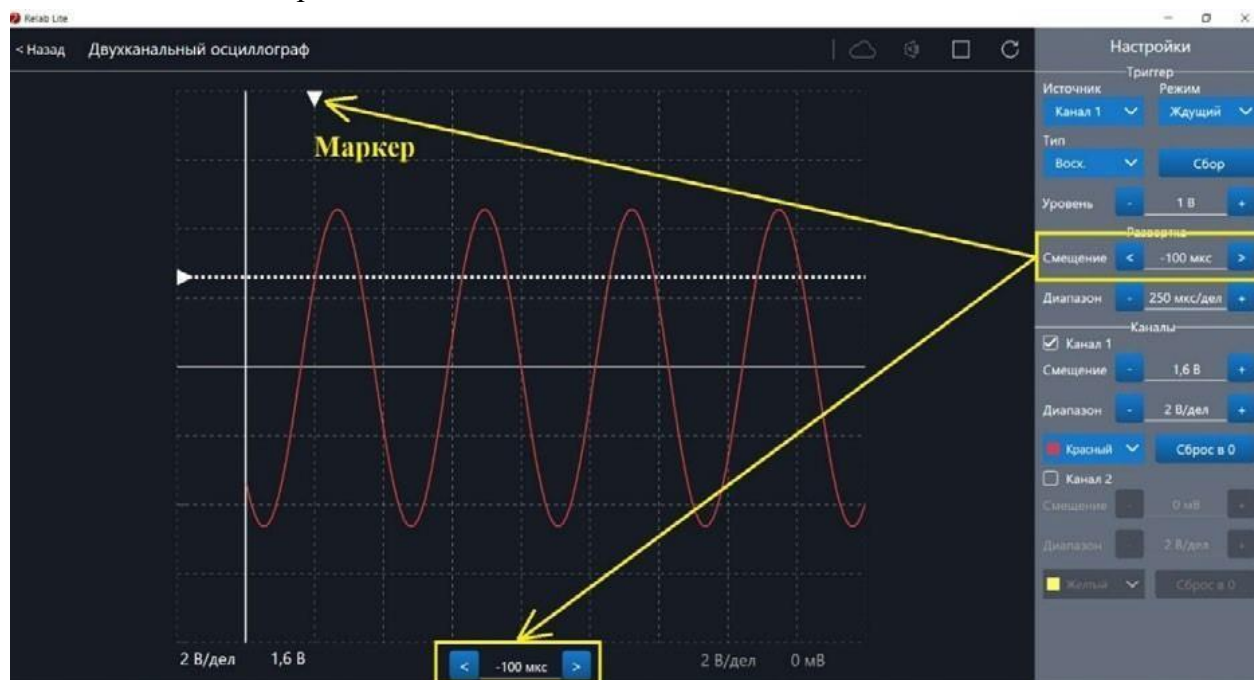 Relab Lite
< Назад Двухканальный осциллограф
Настройки
Триггер
Источник Режим
Канал 1 Ждущий
Тип
Восх. Сбор
Уровень - 1 В +
Развертка
Смещение < -100 мкс >
Диапазон - 250 мкс/дел +
Каналы
Канал 1
Смещение - 1,6 В +
Диапазон - 2 В/дел +
Красный Сброс в 0
Канал 2
Смещение - 0 мВ +
Диапазон - 2 В/дел +
Желтый Сброс в 0
Маркер
2 В/дел 1,6 В < -100 мкс > 2 В/дел 0 мВ